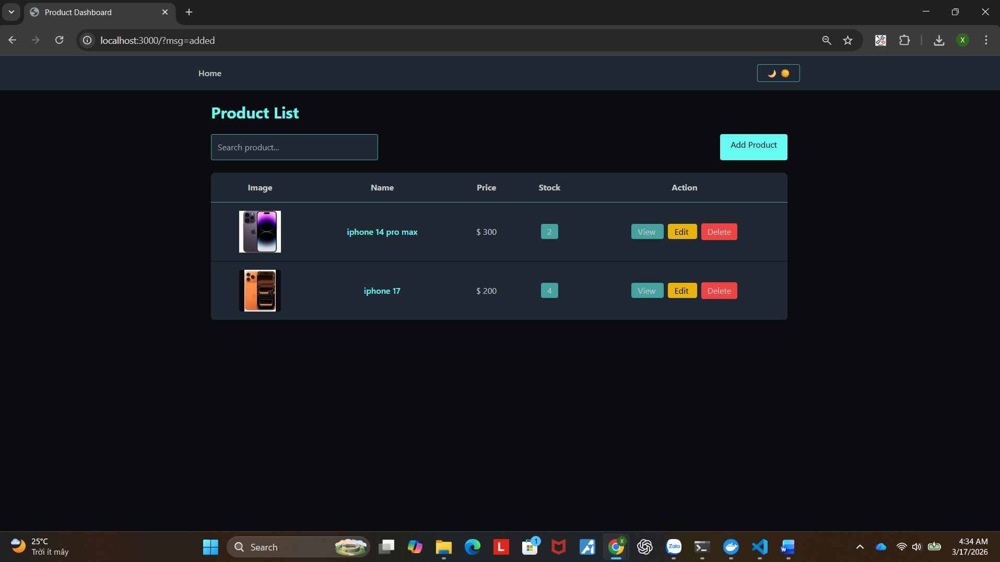 Product Dashboard
localhost:3000/?msg=added
X
Home
Product List
Search product...
Add Product
Image Name Price Stock Action
iphone 14 pro max $ 300 2 View Edit Delete
iphone 17 $ 200 4 View Edit Delete
25°C
Trời ít mây
Search
L
1
X
Zalo
W
4:34 AM
3/17/2026